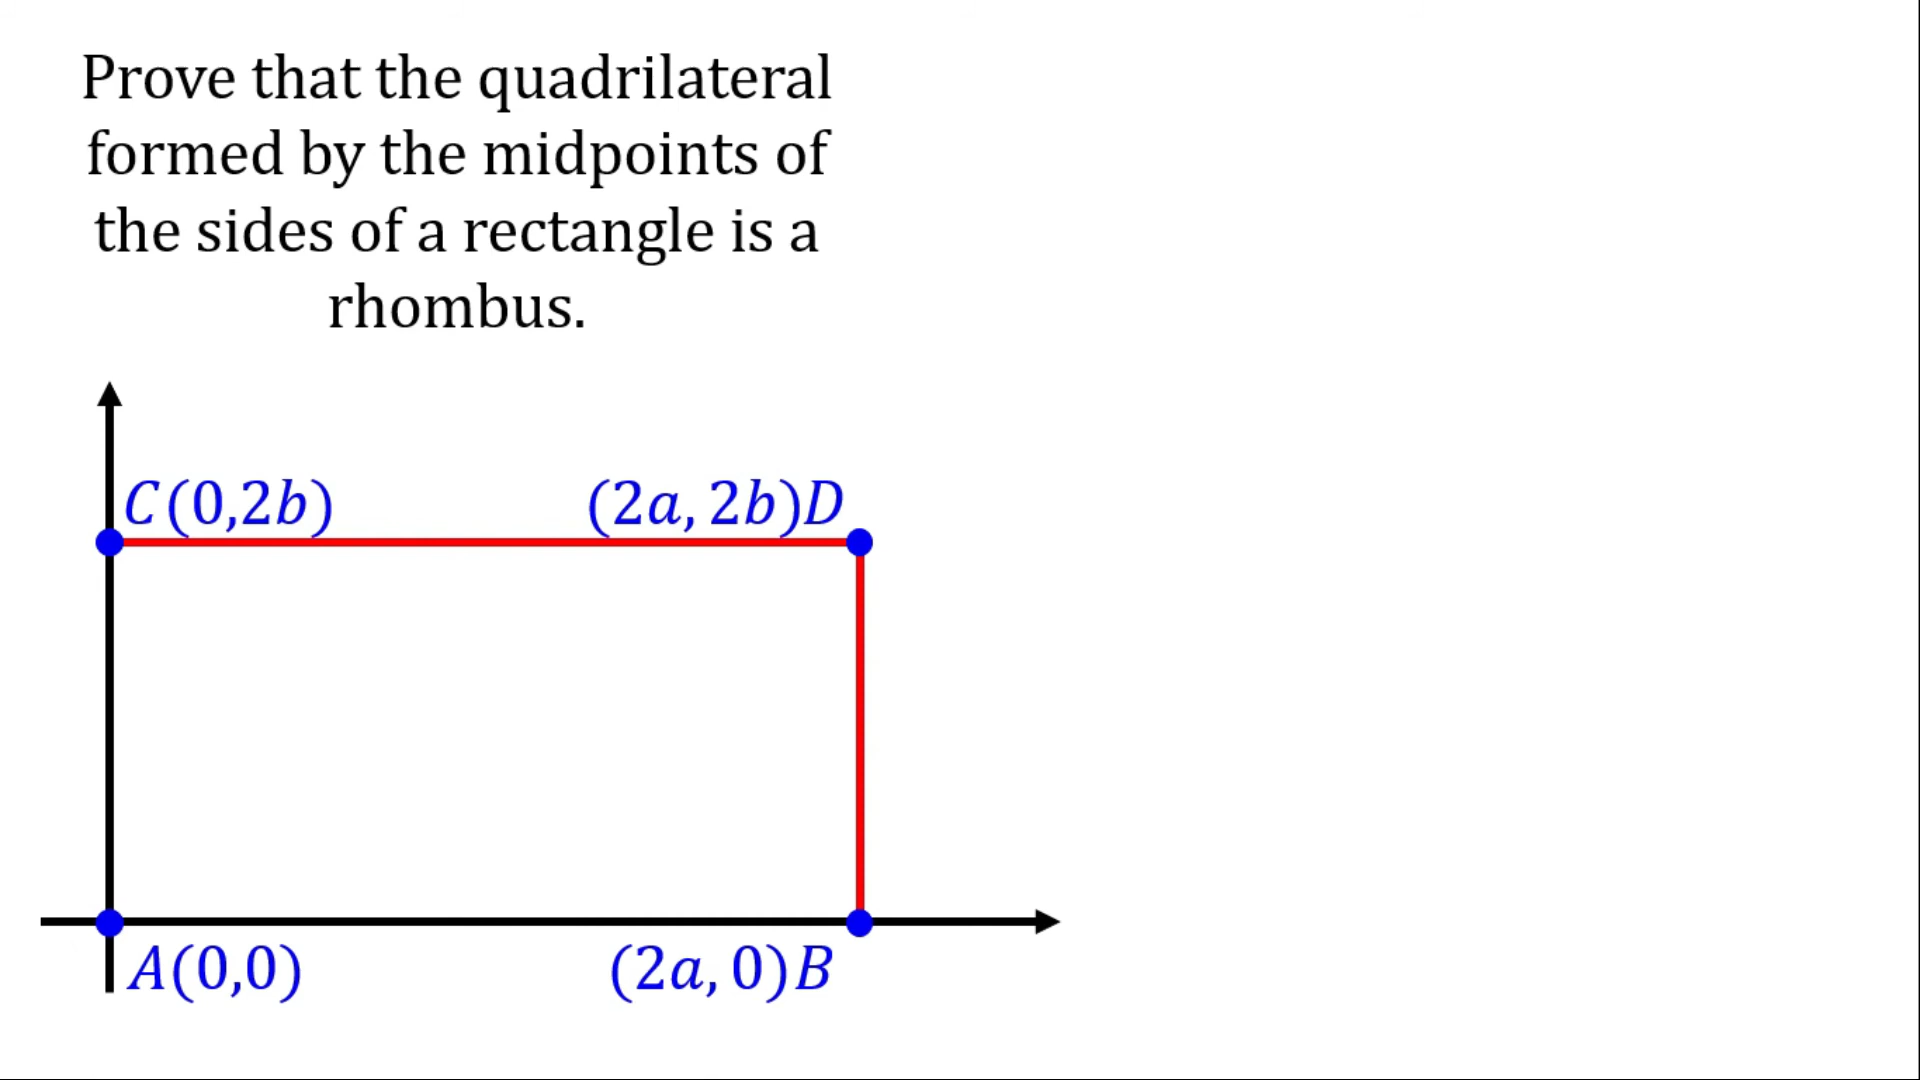 Prove that the quadrilateral
formed by the midpoints of
the sides of a rectangle is a
rhombus.
C(0,2b)
(2a, 2b)D
A(0,0)
(2a, 0)B